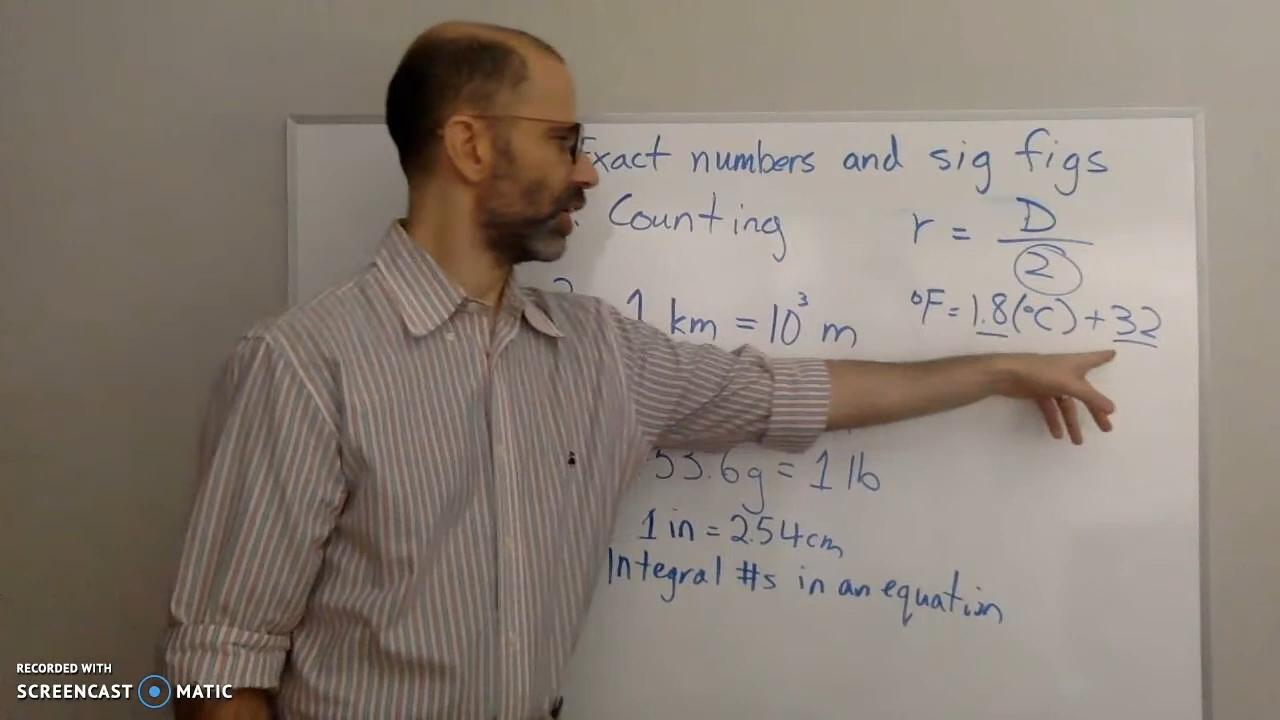 Exact numbers and sig figs
Counting
r = D/2
1 km = 10³ m
°F = 1.8(°C) + 32
53.6g = 1 lb
1 in = 2.54 cm
Integral #s in an equation
RECORDED WITH
SCREENCAST MATIC